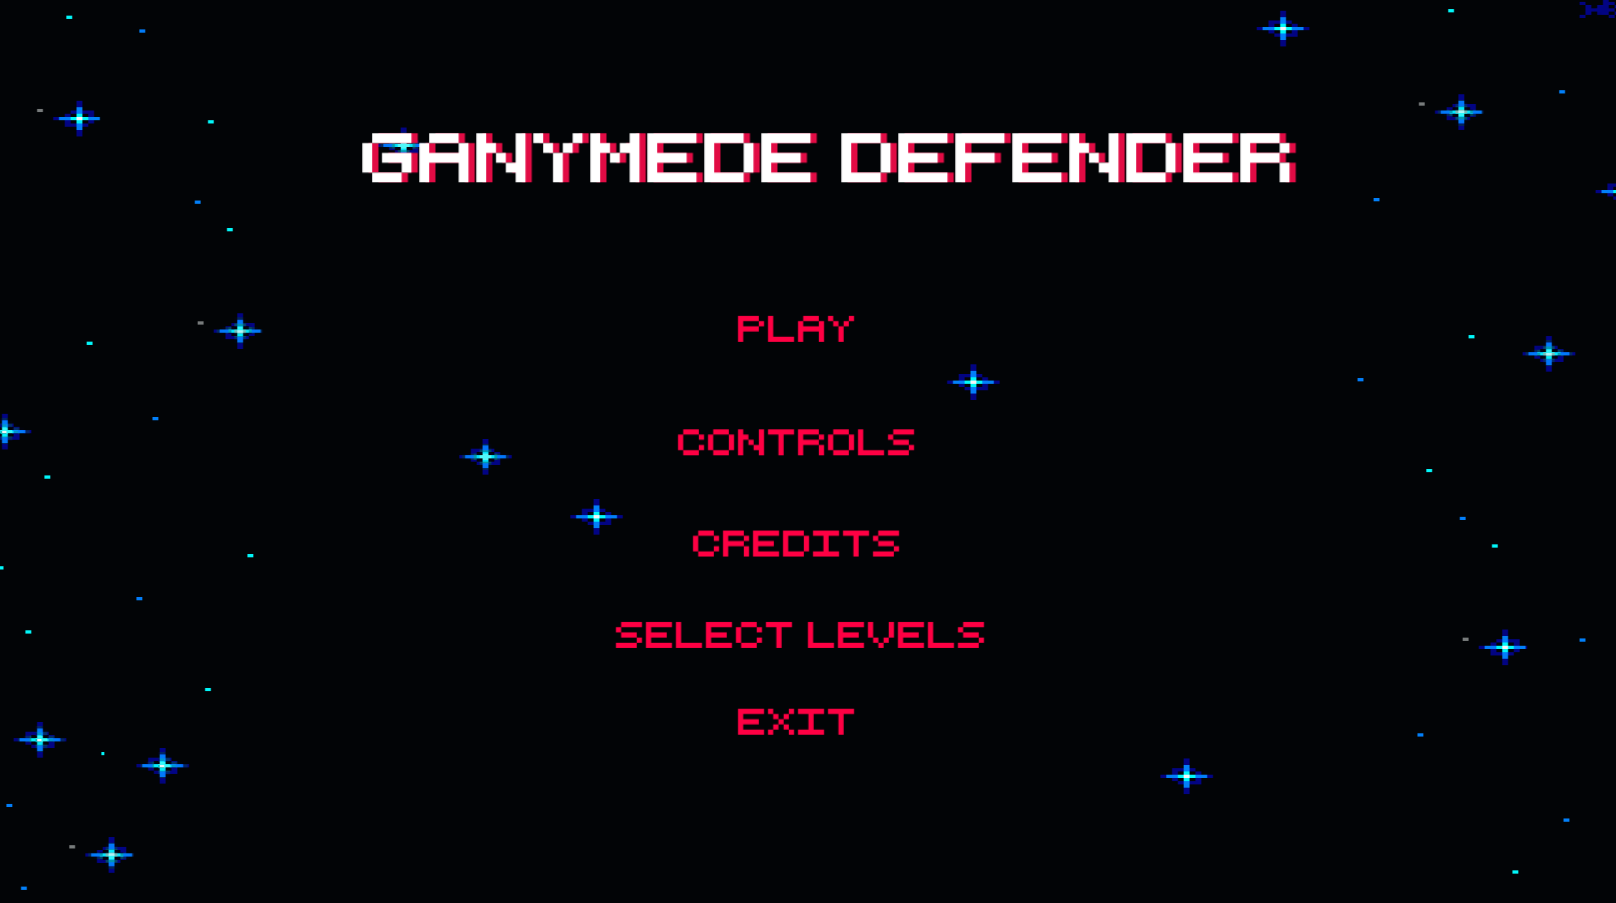 GANYMEDE DEFENDER
PLAY
CONTROLS
CREDITS
SELECT LEVELS
EXIT